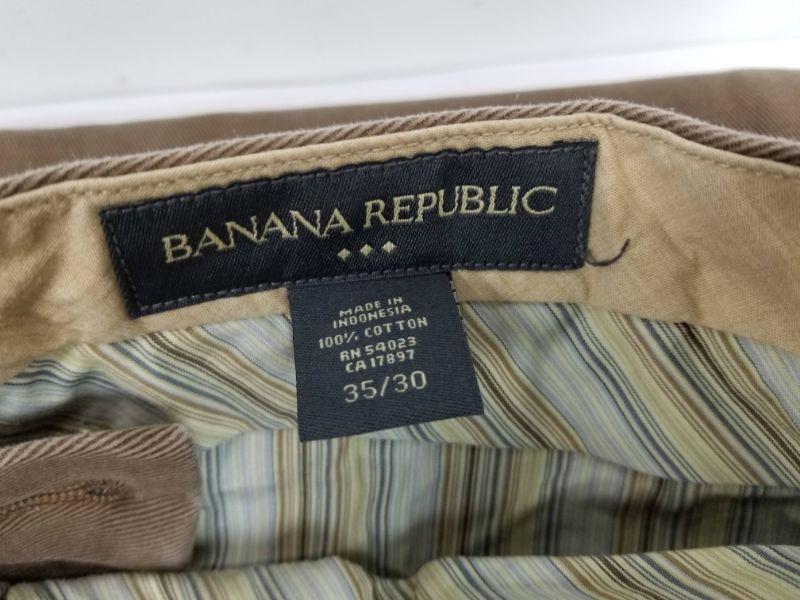 BANANA REPUBLIC
MADE IN
INDONESIA
100% COTTON
RN 54023
CA 17897
35/30